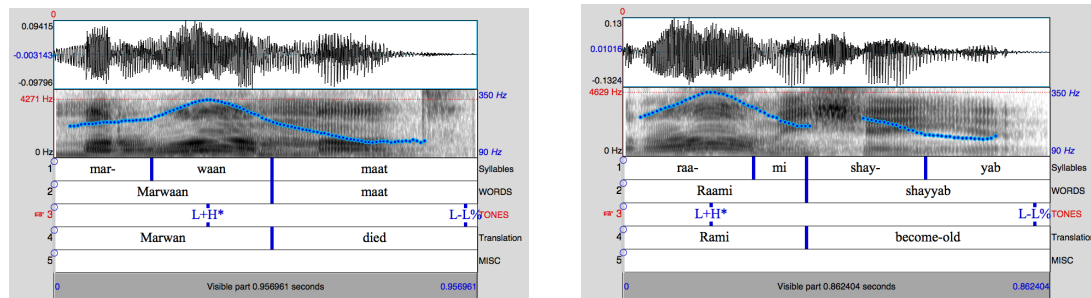 0
0.09415
-0.003143
-0.09796
4271 Hz
350 Hz
0 Hz
90 Hz
1 mar- waan maat Syllables
2 Marwaan maat WORDS
3 L+H* L-L% TONES
4 Marwan died Translation
5 MISC
0 Visible part 0.956961 seconds 0.956961
0
0.13
0.01016
-0.1324
4629 Hz
350 Hz
0 Hz
90 Hz
1 raa- mi shay- yab Syllables
2 Raami shayyab WORDS
3 L+H* L-L% TONES
4 Rami become-old Translation
5 MISC
0 Visible part 0.862404 seconds 0.862404